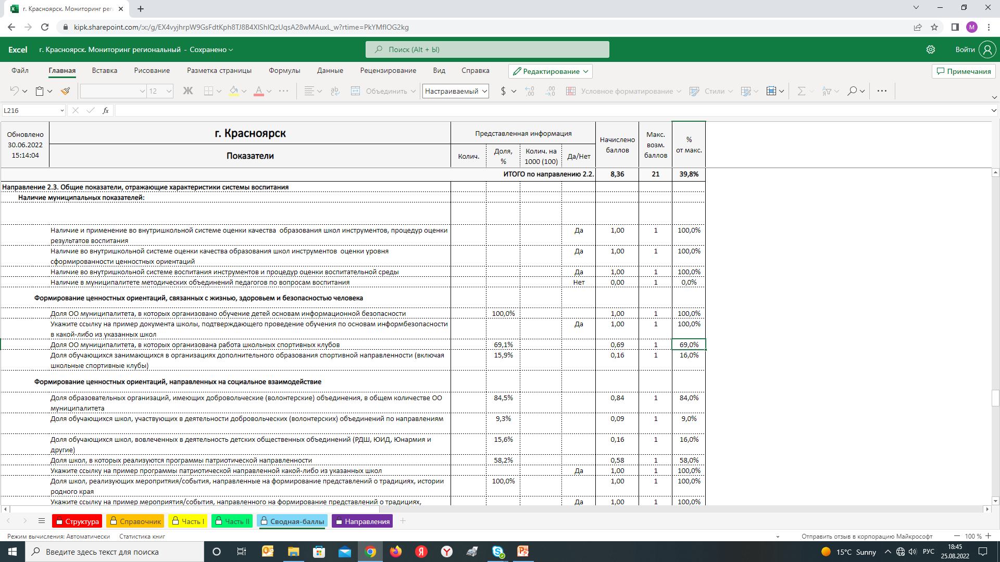 г. Красноярск. Мониторинг рег
kipk.sharepoint.com/:x:/g/EX4vyjhrpW9GsFdtKph8TJ8B4XlShlQzUqsA28wMAuxL_w?rtime=PkYMflOG2kg
M
Excel г. Красноярск. Мониторинг региональный - Сохранено
Поиск (Alt + Ы)
Войти
Файл Главная Вставка Рисование Разметка страницы Формулы Данные Рецензирование Вид Справка Редактирование Примечания
12 Ж А ab Объединить Настраиваемый $ Условное форматирование Стили
L216 fx
Обновлено
30.06.2022
15:14:04
г. Красноярск
Показатели
Представленная информация
Колич.
Доля,
%
Колич. на
1000 (100)
Да/Нет
Начислено
баллов
Макс.
возм.
баллов
%
от макс.
ИТОГО по направлению 2.2. 8,36 21 39,8%
Направление 2.3. Общие показатели, отражающие характеристики системы воспитания
Наличие муниципальных показателей:
Наличие и применение во внутришкольной системе оценки качества  образования школ инструментов, процедур оценки Да 1,00 1 100,0%
результатов воспитания
Наличие во внутришкольной системе оценки качества образования школ инструментов  оценки уровня Да 1,00 1 100,0%
сформированности ценностных ориентаций
Наличие во внутришкольной системе воспитания инструментов и процедур оценки воспитательной среды Да 1,00 1 100,0%
Наличие в муниципалитете методических объединений педагогов по вопросам воспитания Нет 0,00 1 0,0%
Формирование ценностных ориентаций, связанных с жизнью, здоровьем и безопасностью человека
Доля ОО муниципалитета, в которых организовано обучение детей основам информационной безопасности 100,0% 1,00 1 100,0%
Укажите ссылку на пример документа школы, подтверждающего проведение обучения по основам информбезопасности Да 1,00 1 100,0%
в какой-либо из указанных школ
Доля ОО муниципалитета, в которых организована работа школьных спортивных клубов 69,1% 0,69 1 69,0%
Доля обучающихся занимающихся в организациях дополнительного образования спортивной направленности (включая 15,9% 0,16 1 16,0%
школьные спортивные клубы)
Формирование ценностных ориентаций, направленных на социальное взаимодействие
Доля образовательных организаций, имеющих добровольческие (волонтерские) объединения, в общем количестве ОО 84,5% 0,84 1 84,0%
муниципалитета
Доля обучающихся школ, участвующих в деятельности добровольческих (волонтерских) объединений по направлениям 9,3% 0,09 1 9,0%
Доля обучающихся школ, вовлеченных в деятельность детских общественных объединений (РДШ, ЮИД, Юнармия и 15,6% 0,16 1 16,0%
другие)
Доля школ, в которых реализуются программы патриотической направленности 58,2% 0,58 1 58,0%
Укажите ссылку на пример программы патриотической направленной какой-либо из указанных школ Да 1,00 1 100,0%
Доля школ, реализующих меропритяия/события, направленные на формирование представлений о традициях, истории 100,0% 1,00 1 100,0%
родного края
Укажите ссылку на пример мероприятия/события, направленного на формирование представлений о традициях, Да 1,00 1 100,0%
Структура Справочник Часть I Часть II Сводная-баллы Направления
Режим вычисления: Автоматически Статистика книг Отправить отзыв в корпорацию Майкрософт 100 %
Введите здесь текст для поиска
15°C Sunny РУС 18:45
25.08.2022